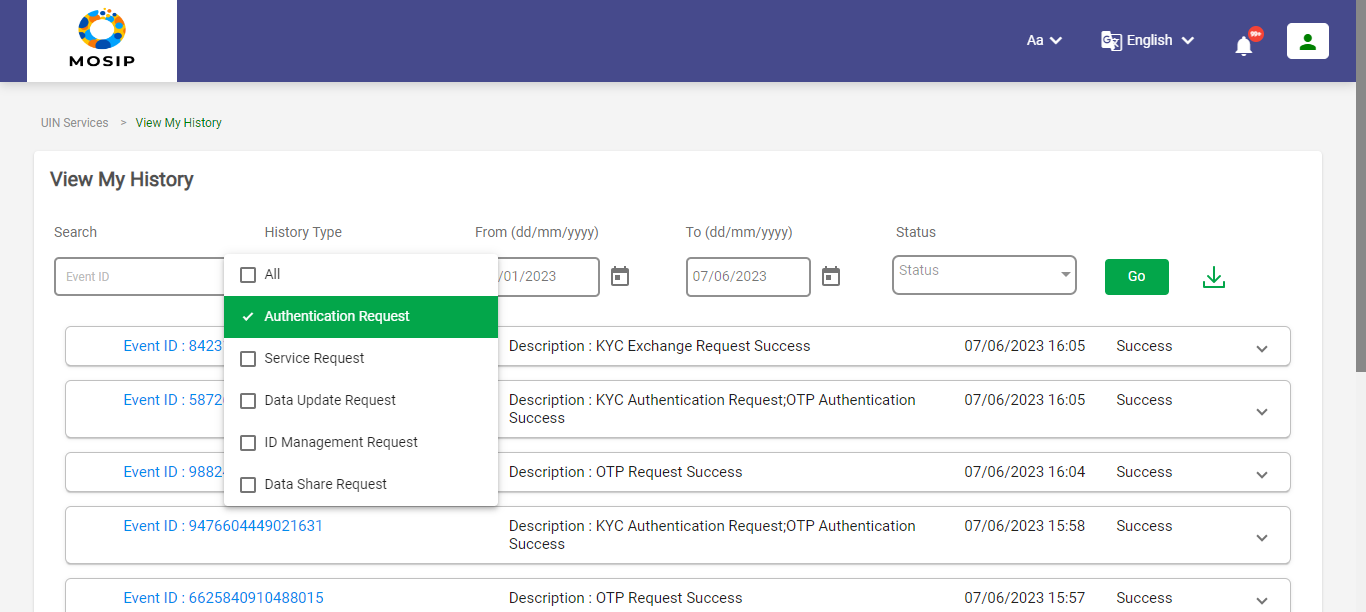 MOSIP
Aa
English
99+
UIN Services > View My History
View My History
Search
History Type
From (dd/mm/yyyy)
To (dd/mm/yyyy)
Status
Event ID
All
/01/2023
07/06/2023
Status
Go
Authentication Request
Service Request
Data Update Request
ID Management Request
Data Share Request
Event ID : 8423
Description : KYC Exchange Request Success
07/06/2023 16:05
Success
Event ID : 5872
Description : KYC Authentication Request;OTP Authentication
Success
07/06/2023 16:05
Success
Event ID : 9882
Description : OTP Request Success
07/06/2023 16:04
Success
Event ID : 9476604449021631
Description : KYC Authentication Request;OTP Authentication
Success
07/06/2023 15:58
Success
Event ID : 6625840910488015
Description : OTP Request Success
07/06/2023 15:57
Success